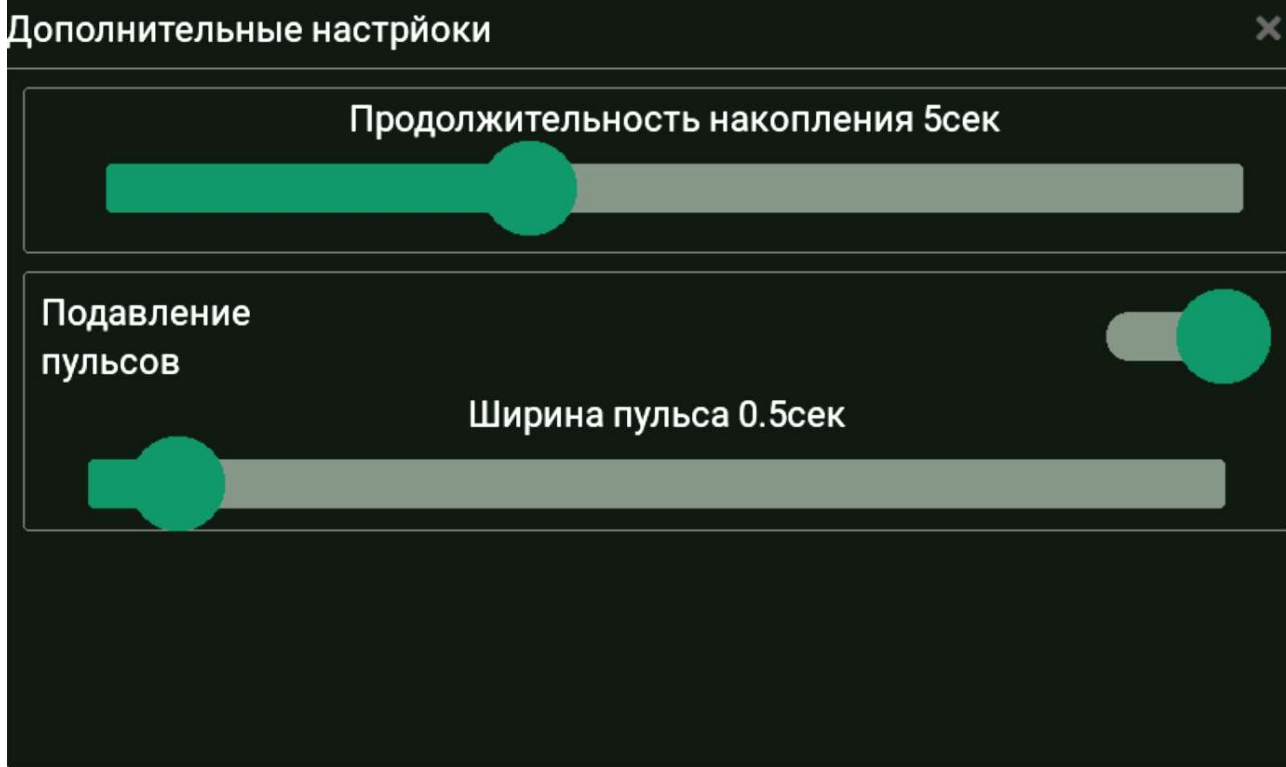 Дополнительные настрйоки
Продолжительность накопления 5сек
Подавление
пульсов
Ширина пульса 0.5сек